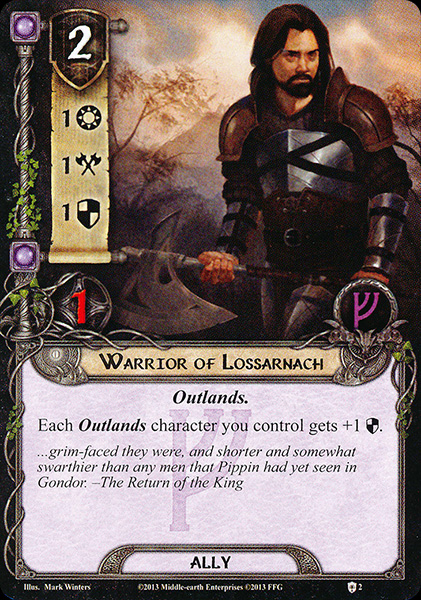 2
1
1
1
1
Warrior of Lossarnach
Outlands.
Each Outlands character you control gets +1 .
...grim-faced they were, and shorter and somewhat
swarthier than any men that Pippin had yet seen in
Gondor. –The Return of the King
ALLY
Illus. Mark Winters ©2013 Middle-earth Enterprises ©2013 FFG 2